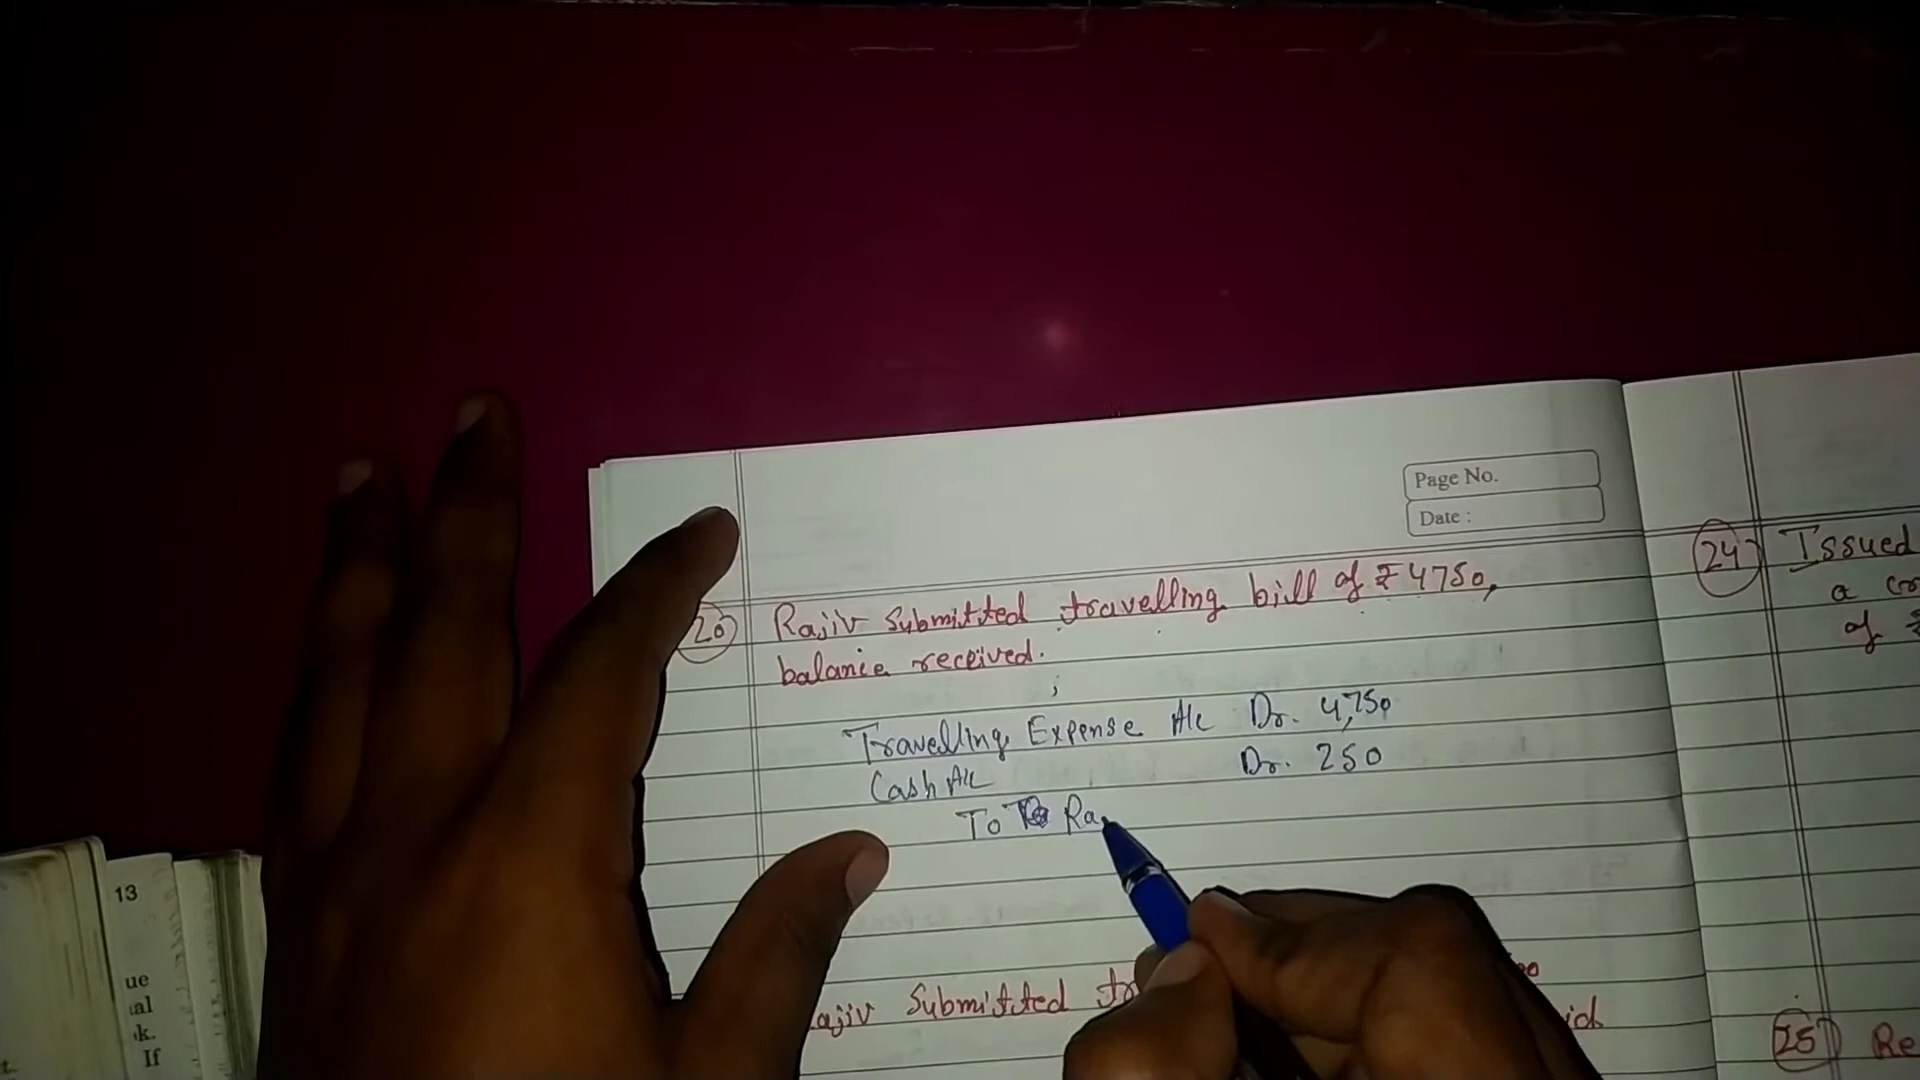 Page No.
Date :
20 Rajiv Submitted travelling bill of ₹ 4750,
balance received.
Travelling Expense A/c Dr. 4,750
Cash A/c Dr. 250
To Ra
ajiv Submitted
24 Issued
a
of ₹
25 Re
13
ue
al
k.
If
t.